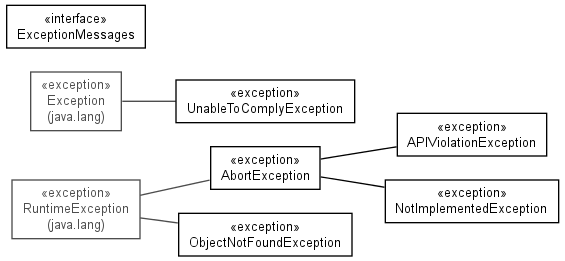 «interface»
ExceptionMessages
«exception»
Exception
(java.lang)
«exception»
UnableToComplyException
«exception»
APIViolationException
«exception»
AbortException
«exception»
RuntimeException
(java.lang)
«exception»
NotImplementedException
«exception»
ObjectNotFoundException